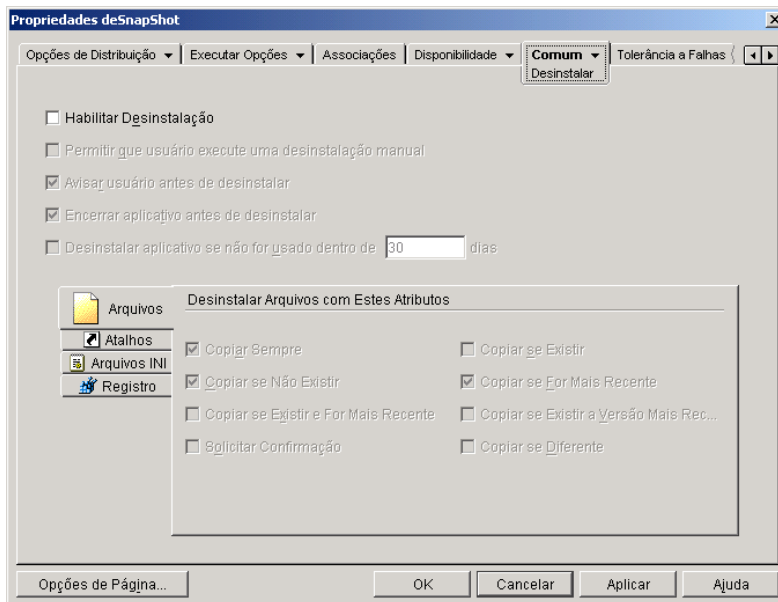 Propriedades deSnapShot
Opções de Distribuição
Executar Opções
Associações
Disponibilidade
Comum
Tolerância a Falhas
Desinstalar
Habilitar Desinstalação
Permitir que usuário execute uma desinstalação manual
Avisar usuário antes de desinstalar
Encerrar aplicativo antes de desinstalar
Desinstalar aplicativo se não for usado dentro de 30 dias
Arquivos
Atalhos
Arquivos INI
Registro
Desinstalar Arquivos com Estes Atributos
Copiar Sempre
Copiar se Existir
Copiar se Não Existir
Copiar se For Mais Recente
Copiar se Existir e For Mais Recente
Copiar se Existir a Versão Mais Rec...
Solicitar Confirmação
Copiar se Diferente
Opções de Página...
OK
Cancelar
Aplicar
Ajuda